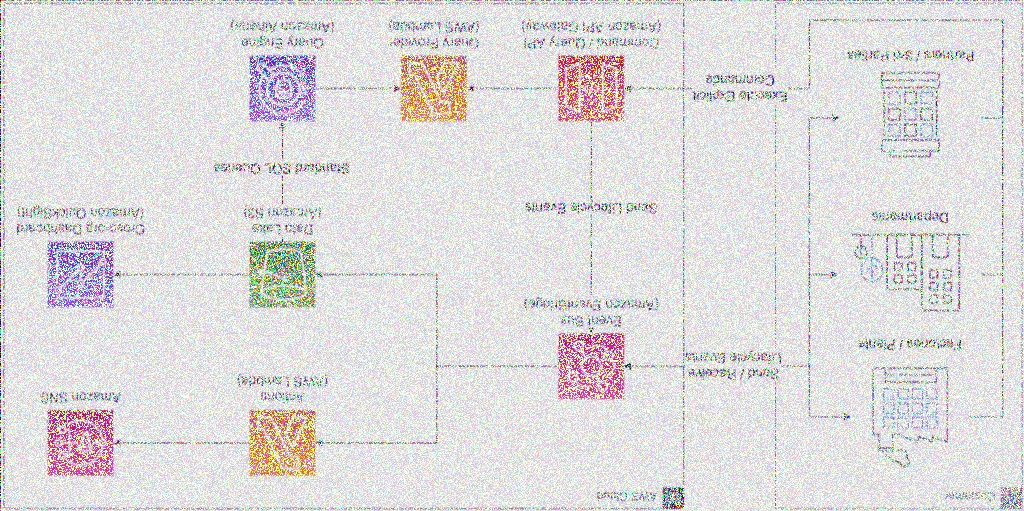 Customer
AWS Cloud
Factories / Plants
Send / Receive
Lifecycle Events
Event Bus
(Amazon Eventbridge)
Actions
(AWS Lambda)
Amazon SNS
Departments
Send Lifecycle Events
Data Lake
(Amazon S3)
Cross-org Dashboard
(Amazon QuickSight)
Standard SQL Queries
Partners / 3rd Parties
Execute Explicit
Commands
Command / Query API
(Amazon API Gateway)
Query Provider
(AWS Lambda)
Query Engine
(Amazon Athena)